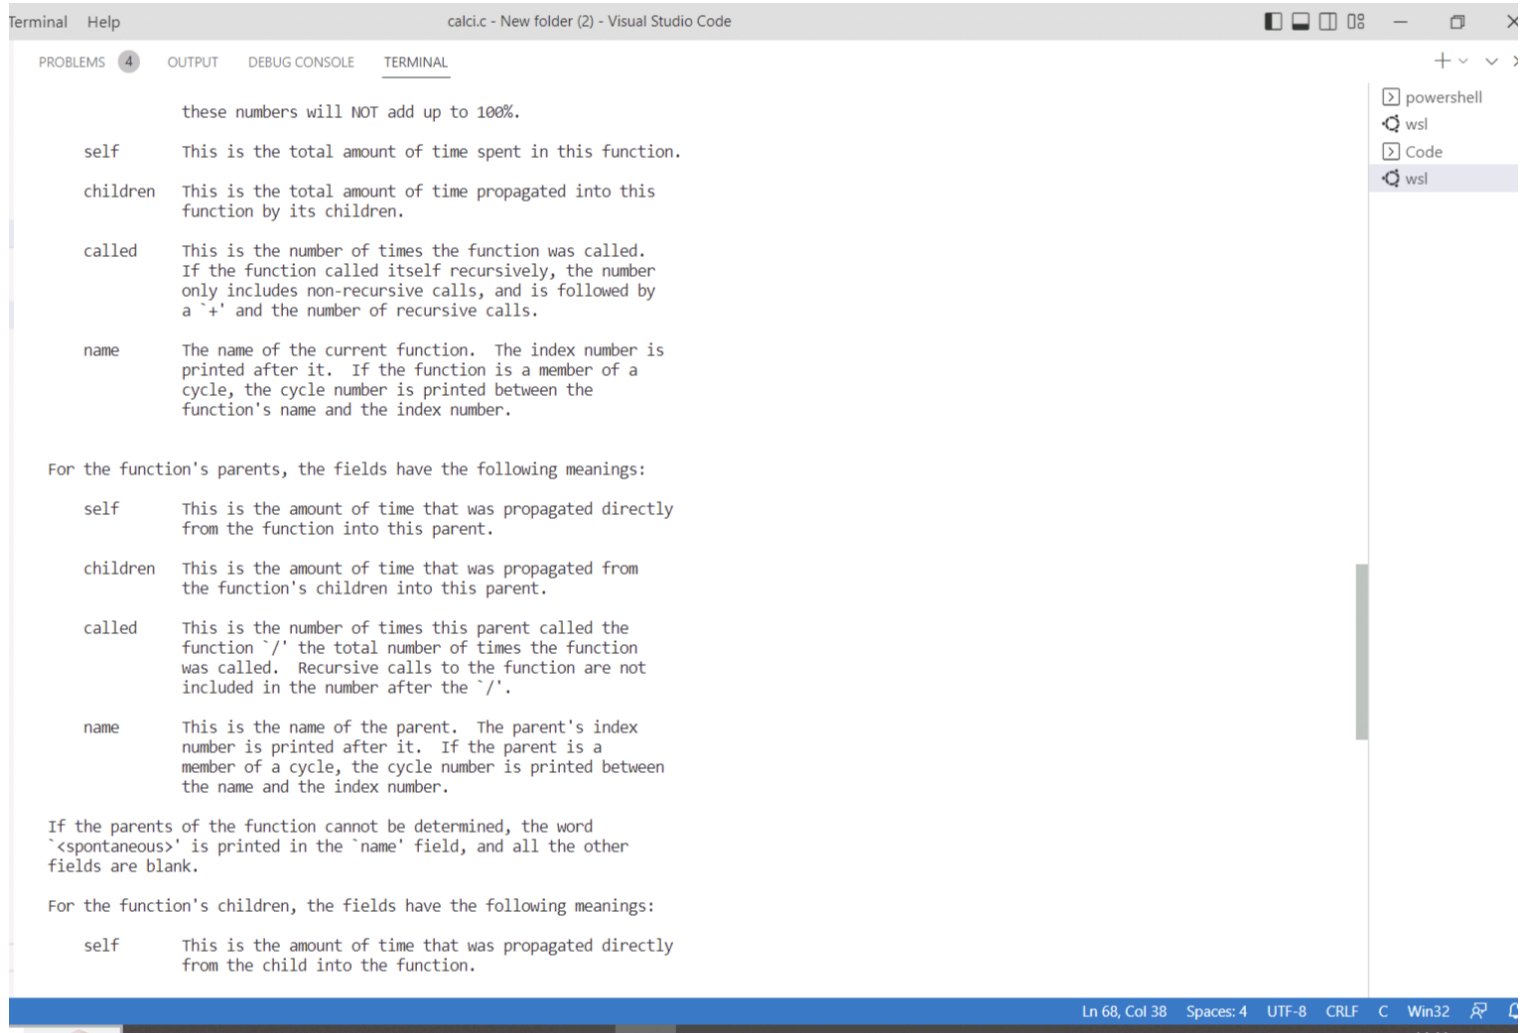 Terminal Help
calci.c - New folder (2) - Visual Studio Code
PROBLEMS 4 OUTPUT DEBUG CONSOLE TERMINAL
powershell
wsl
Code
wsl
these numbers will NOT add up to 100%.
self This is the total amount of time spent in this function.
children This is the total amount of time propagated into this
function by its children.
called This is the number of times the function was called.
If the function called itself recursively, the number
only includes non-recursive calls, and is followed by
a `+' and the number of recursive calls.
name The name of the current function. The index number is
printed after it. If the function is a member of a
cycle, the cycle number is printed between the
function's name and the index number.
For the function's parents, the fields have the following meanings:
self This is the amount of time that was propagated directly
from the function into this parent.
children This is the amount of time that was propagated from
the function's children into this parent.
called This is the number of times this parent called the
function `/' the total number of times the function
was called. Recursive calls to the function are not
included in the number after the `/'.
name This is the name of the parent. The parent's index
number is printed after it. If the parent is a
member of a cycle, the cycle number is printed between
the name and the index number.
If the parents of the function cannot be determined, the word
`<spontaneous>' is printed in the `name' field, and all the other
fields are blank.
For the function's children, the fields have the following meanings:
self This is the amount of time that was propagated directly
from the child into the function.
Ln 68, Col 38 Spaces: 4 UTF-8 CRLF C Win32